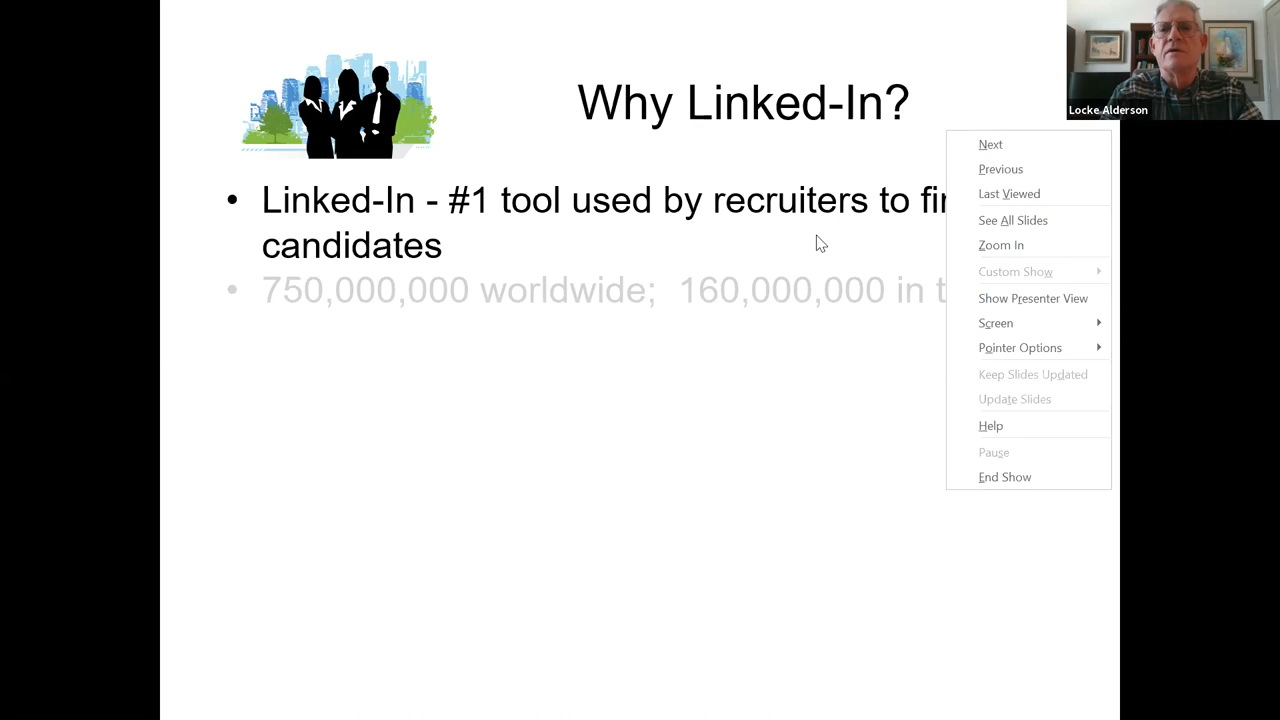 Why Linked-In?
Locke Alderson
• Linked-In - #1 tool used by recruiters to
candidates
• 750,000,000 worldwide; 160,000,000 in
Next
Previous
Last Viewed
See All Slides
Zoom In
Custom Show
Show Presenter View
Screen
Pointer Options
Keep Slides Updated
Update Slides
Help
Pause
End Show